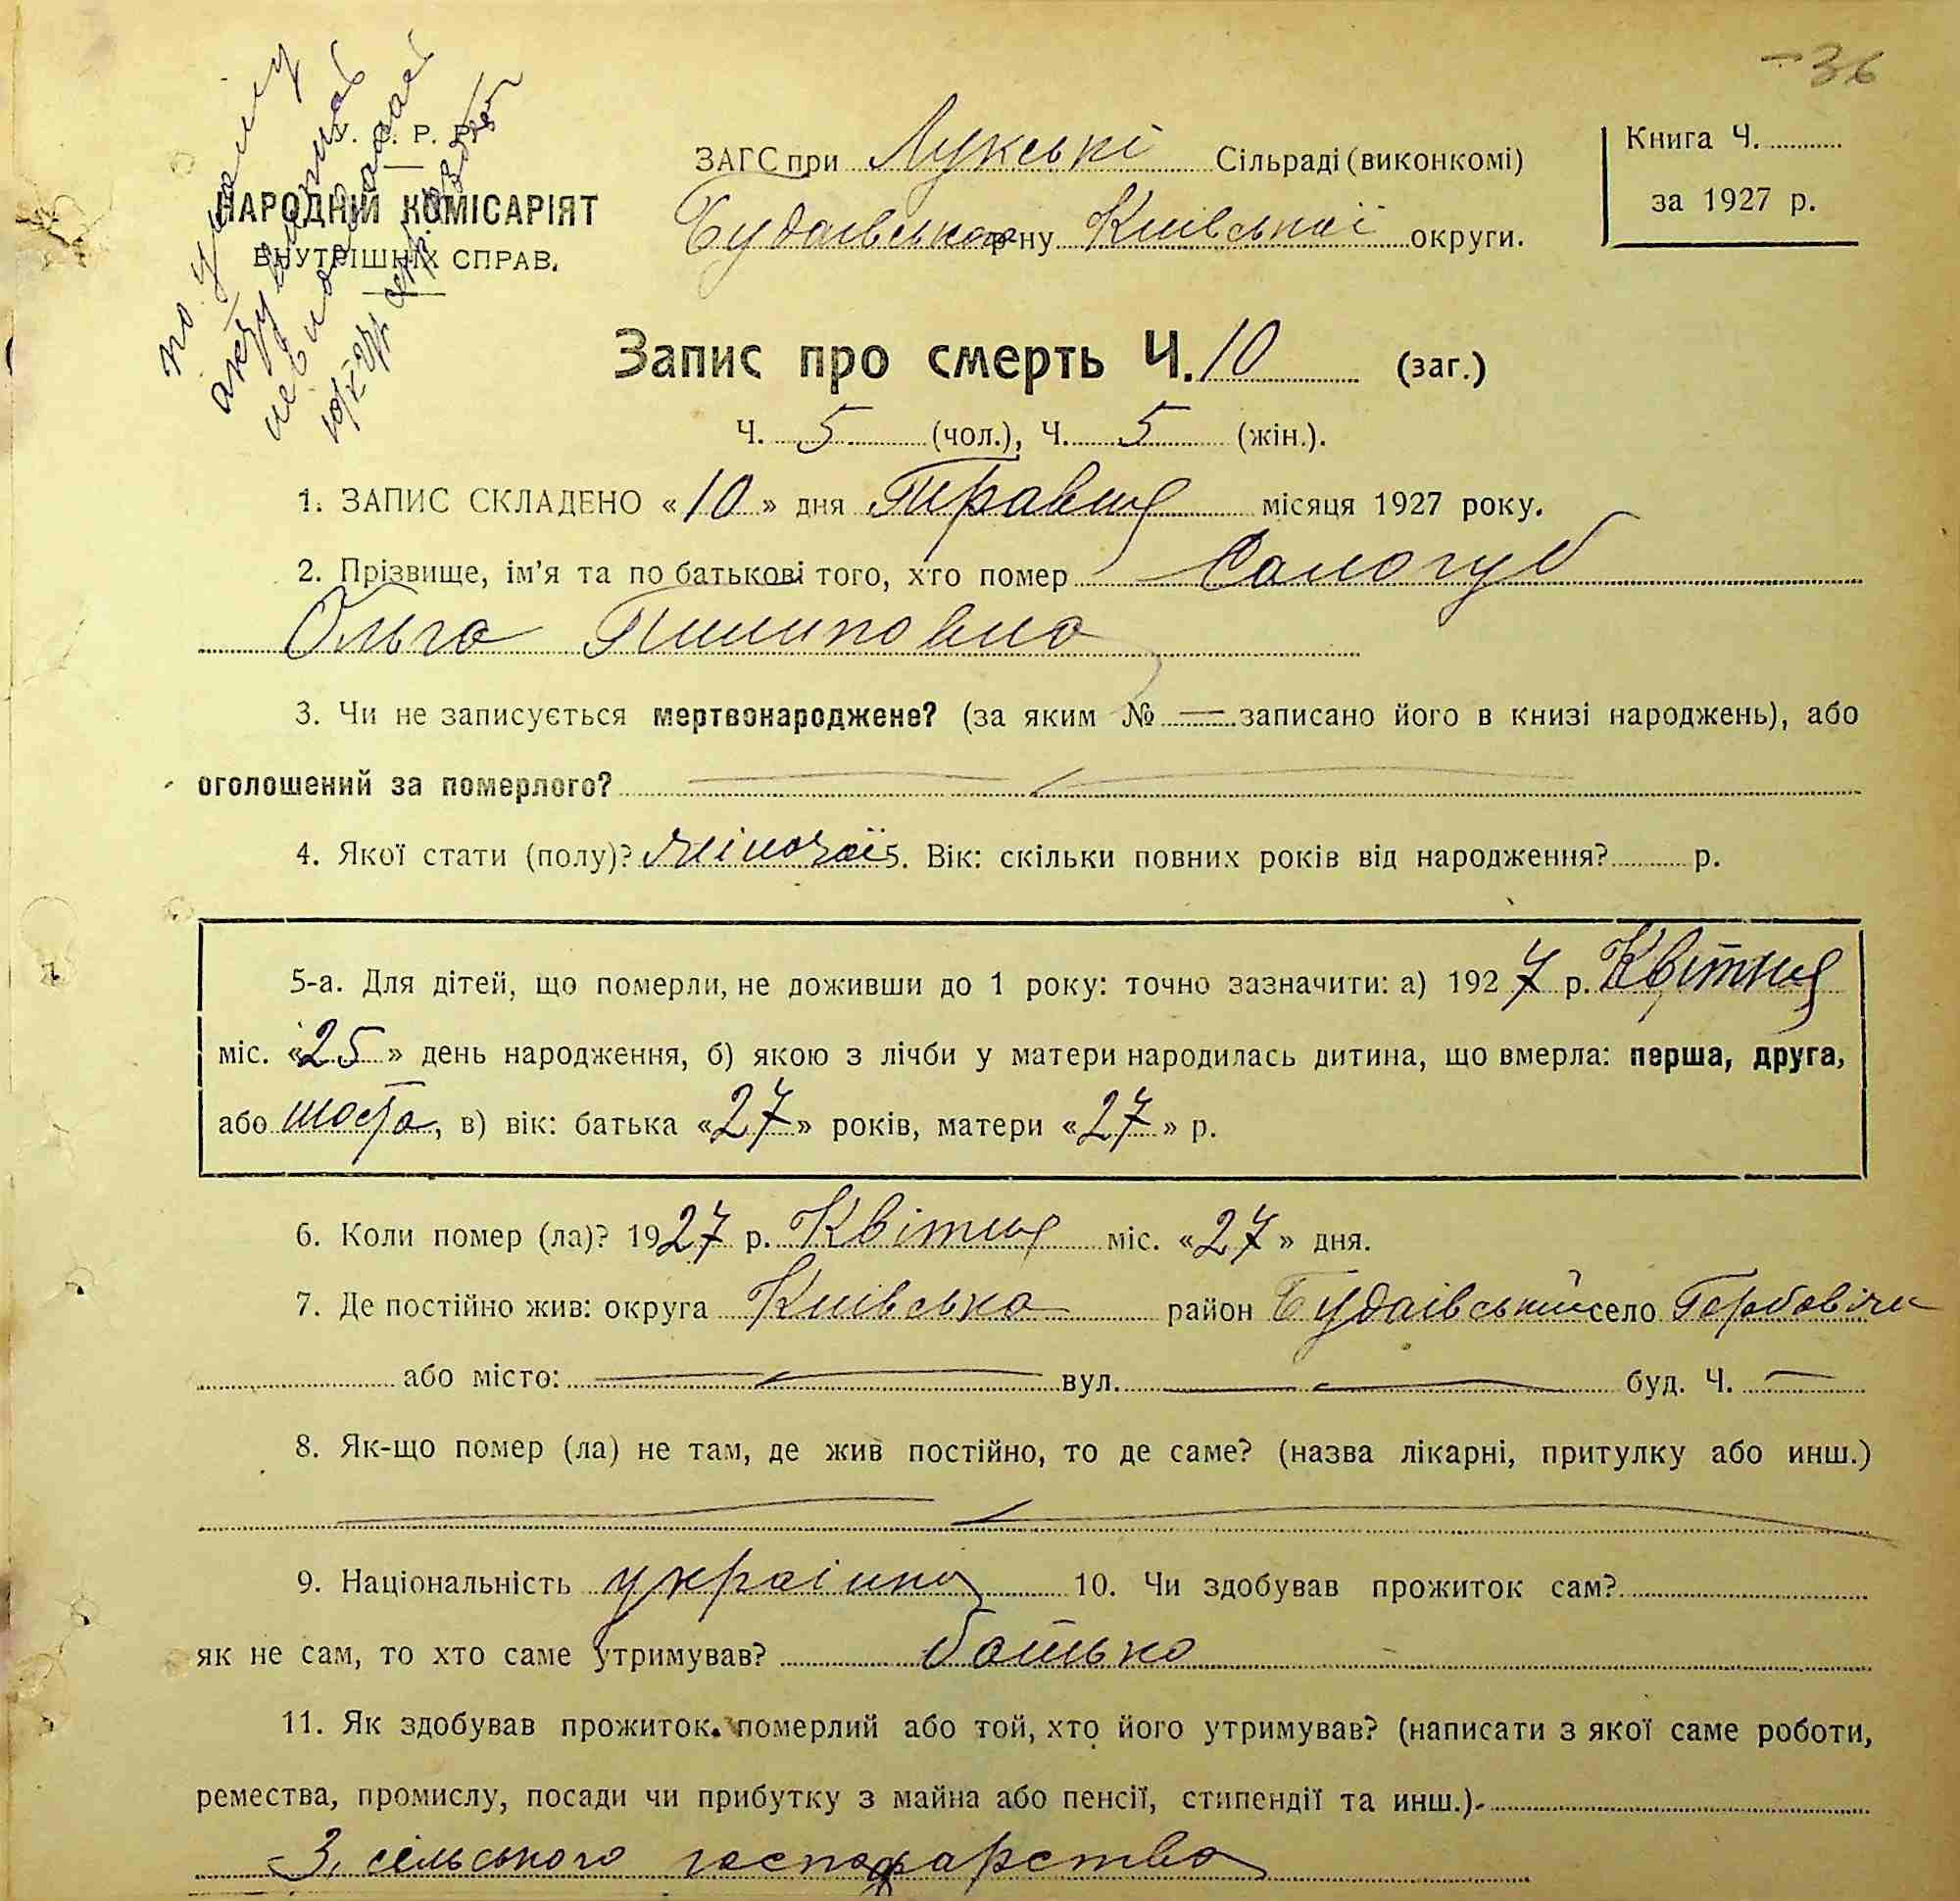 36
У. С. Р. Р.
НАРОДНІЙ КОМІСАРІЯТ
ВНУТРІШНІХ СПРАВ.
ЗАГС при Лукські Сільраді (виконкомі)
Будаївського р-ну Київської округи.
Книга Ч.
за 1927 р.
Запис про смерть Ч. 10 (заг.)
Ч. 5 (чол.), Ч. 5 (жін.).
1. ЗАПИС СКЛАДЕНО «10» дня Травня місяця 1927 року.
2. Прізвище, ім'я та по батькові того, хто помер Салогуб
Ольга Пилиповна
3. Чи не записується мертвонароджене? (за яким № — записано його в книзі народжень), або
оголошений за померлого?
4. Якої стати (полу)? жіночої 5. Вік: скільки повних років від народження? р.
5-а. Для дітей, що померли, не доживши до 1 року: точно зазначити: а) 1927 р. Квітня
міс. «25» день народження, б) якою з лічби у матери народилась дитина, що вмерла: перша, друга,
або шоста, в) вік: батька «27» років, матери «27» р.
6. Коли помер (ла)? 1927 р. Квітня міс. «27» дня.
7. Де постійно жив: округа Київська район Будаївський село Горбовичи
або місто: — вул. — буд. Ч. —
8. Як-що помер (ла) не там, де жив постійно, то де саме? (назва лікарні, притулку або инш.)
9. Національність українка 10. Чи здобував прожиток сам?
як не сам, то хто саме утримував? батько
11. Як здобував прожиток. померлий або той, хто його утримував? (написати з якої саме роботи,
ремества, промислу, посади чи прибутку з майна або пенсії, стипендії та инш.).
З сільського господарства